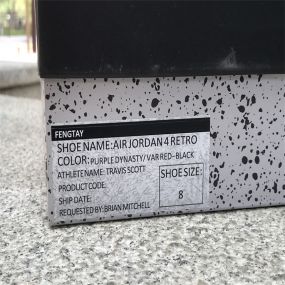 FENGTAY
SHOE NAME: AIR JORDAN 4 RETRO
COLOR: PURPLE DYNASTY/ VAR RED-BLACK
ATHLETE NAME: TRAVIS SCOTT
PRODUCT CODE:
SHIP DATE:
REQUESTED BY: BRIAN MITCHELL
SHOE SIZE:
8